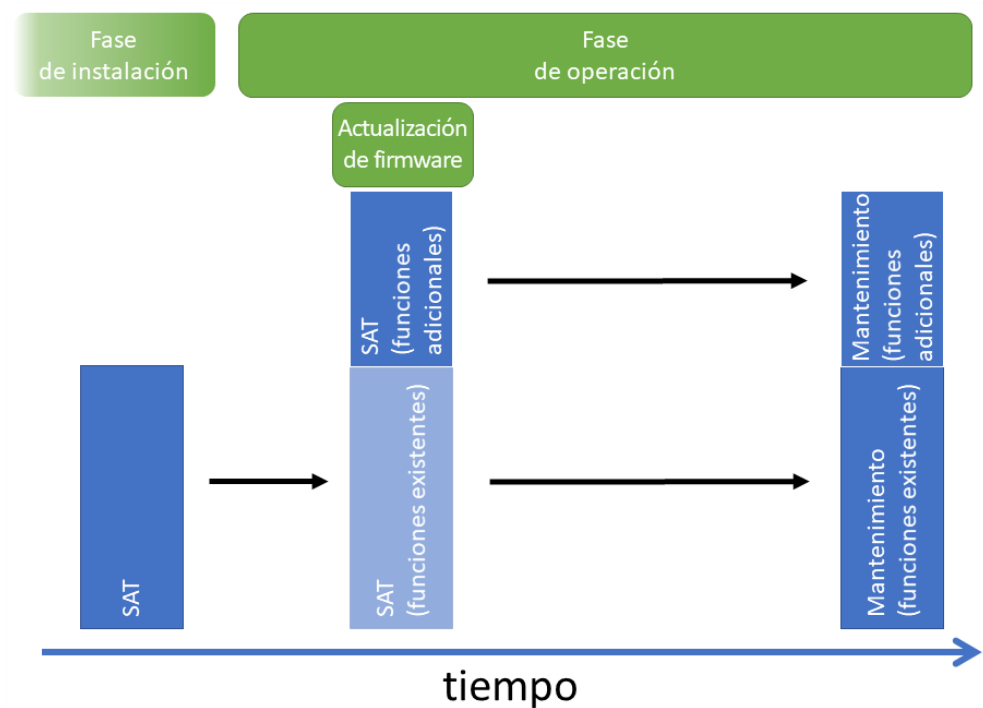 Fase
de instalación
Fase
de operación
Actualización
de firmware
SAT
(funciones
adicionales)
Mantenimiento
(funciones
adicionales)
SAT
SAT
(funciones existentes)
Mantenimiento
(funciones existentes)
tiempo